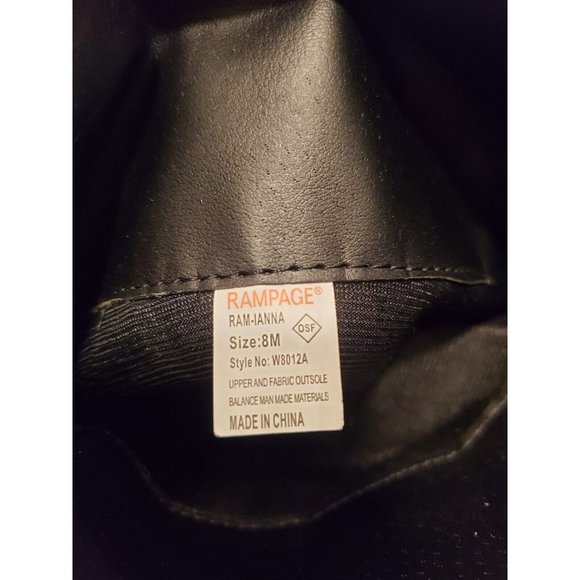 RAMPAGE®
RAM-IANNA
OSF
Size:8M
Style No: W8012A
UPPER AND FABRIC OUTSOLE
BALANCE MAN MADE MATERIALS
MADE IN CHINA